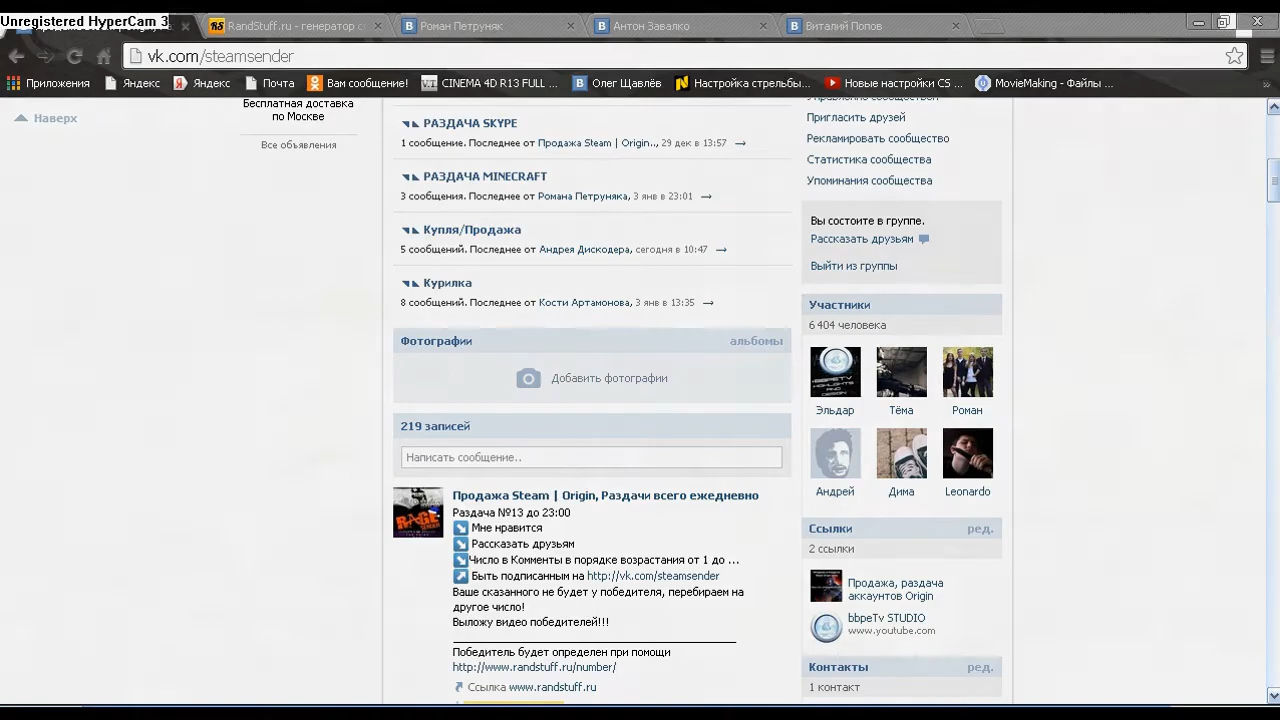 Unregistered HyperCam 3
RandStuff.ru - генератор с
Роман Петруняк
Антон Завалко
Виталий Попов
vk.com/steamsender
Приложения
Яндекс
Яндекс
Почта
Вам сообщение!
CINEMA 4D R13 FULL ...
Олег Щавлёв
Настройка стрельбы...
Новые настройки CS ...
MovieMaking - Файлы ...
Наверх
Бесплатная доставка
по Москве
Все объявления
РАЗДАЧА SKYPE
1 сообщение. Последнее от Продажа Steam | Origin.., 29 дек в 13:57 →
РАЗДАЧА MINECRAFT
3 сообщения. Последнее от Романа Петруняка, 3 янв в 23:01 →
Купля/Продажа
5 сообщений. Последнее от Андрея Дискодера, сегодня в 10:47 →
Курилка
8 сообщений. Последнее от Кости Артамонова, 3 янв в 13:35 →
Фотографии
альбомы
Добавить фотографии
219 записей
Написать сообщение..
Продажа Steam | Origin, Раздачи всего ежедневно
Раздача №13 до 23:00
Мне нравится
Рассказать друзьям
Число в Комменты в порядке возрастания от 1 до ...
Быть подписанным на http://vk.com/steamsender
Ваше сказанного не будет у победителя, перебираем на
другое число!
Выложу видео победителей!!!
Победитель будет определен при помощи
http://www.randstuff.ru/number/
Ссылка www.randstuff.ru
Управление сообществом
Пригласить друзей
Рекламировать сообщество
Статистика сообщества
Упоминания сообщества
Вы состоите в группе.
Рассказать друзьям
Выйти из группы
Участники
6 404 человека
Эльдар
Тёма
Роман
Андрей
Дима
Leonardo
Ссылки
ред.
2 ссылки
Продажа, раздача
аккаунтов Origin
bbpeTv STUDIO
www.youtube.com
Контакты
ред.
1 контакт